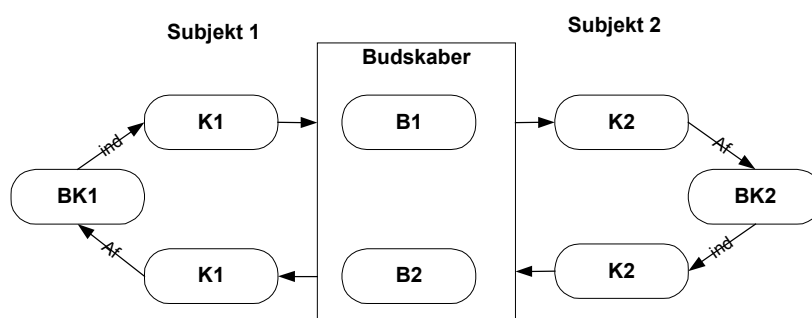 Subjekt 1
Subjekt 2
Budskaber
K1
B1
K2
ind
Af
BK1
BK2
Af
ind
K1
B2
K2